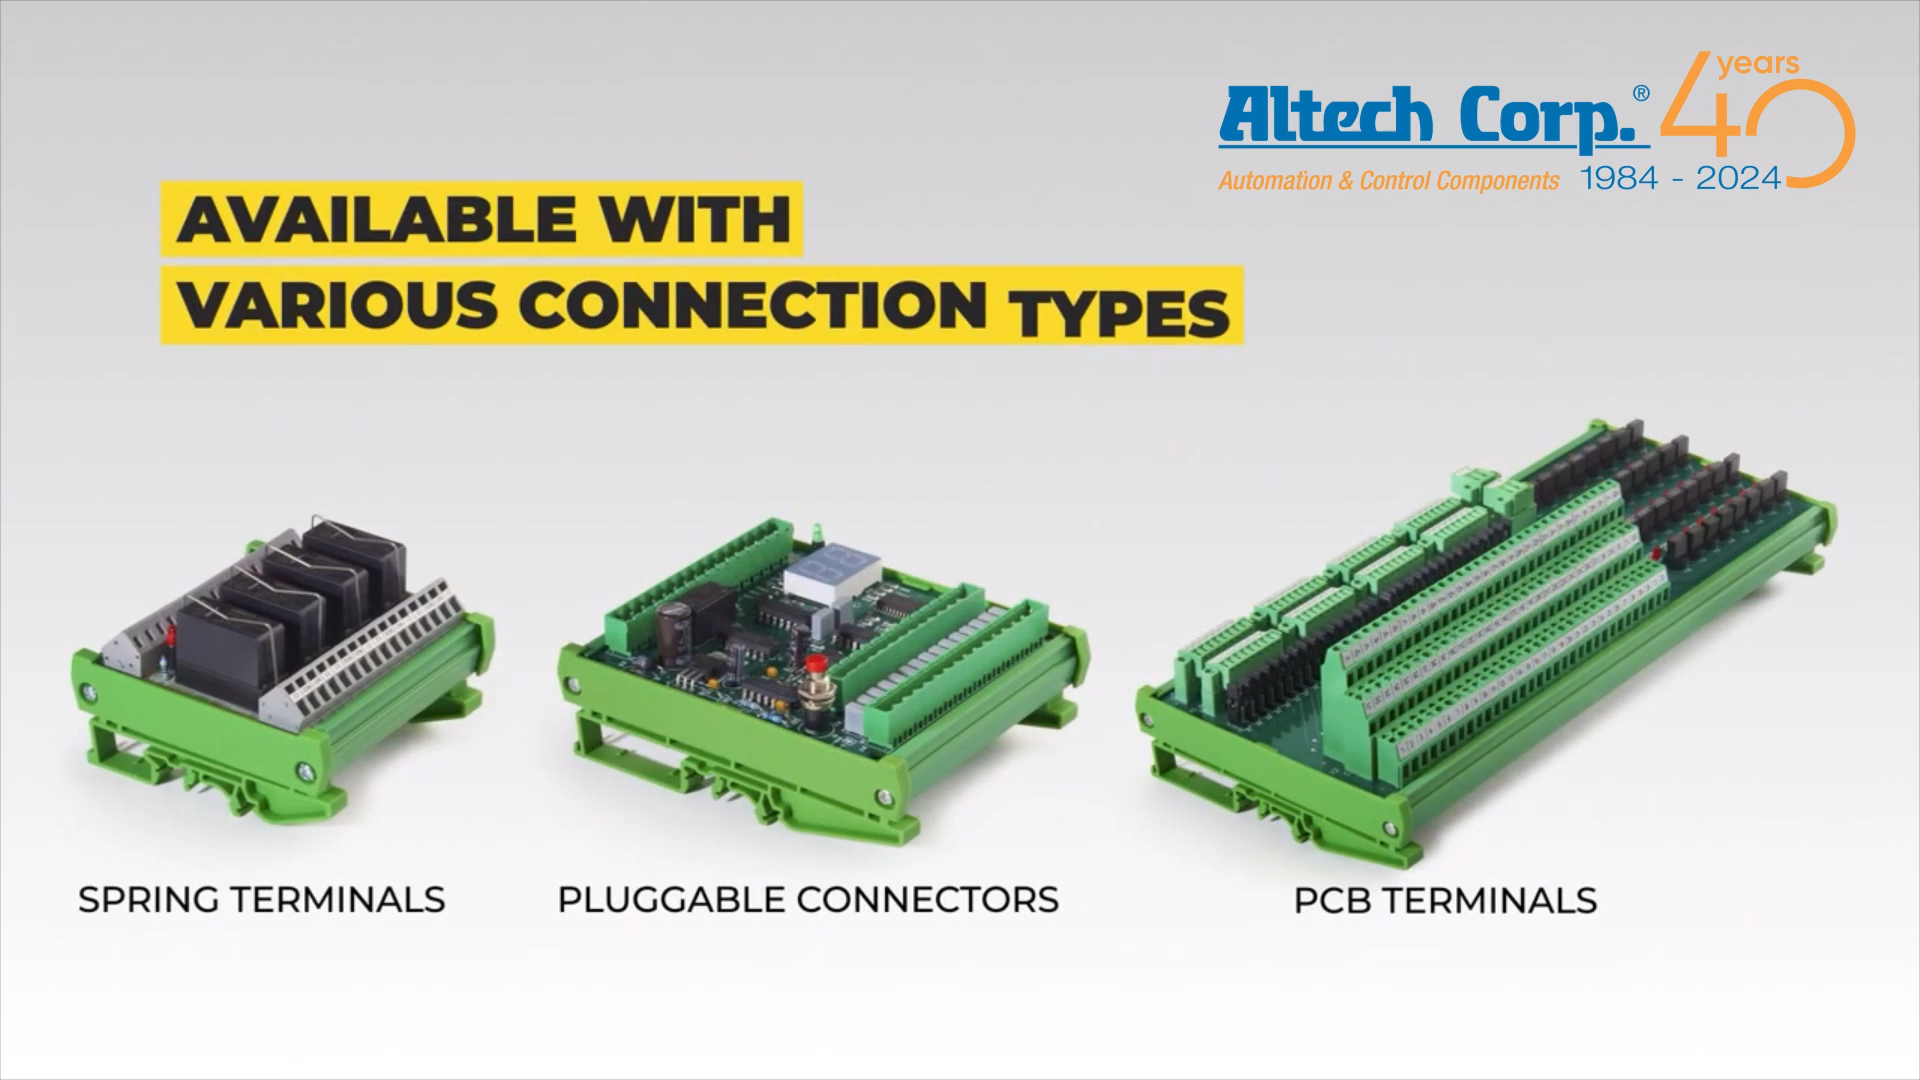 years
Altech Corp.® 40
Automation & Control Components 1984 - 2024
AVAILABLE WITH
VARIOUS CONNECTION TYPES
SPRING TERMINALS
PLUGGABLE CONNECTORS
PCB TERMINALS